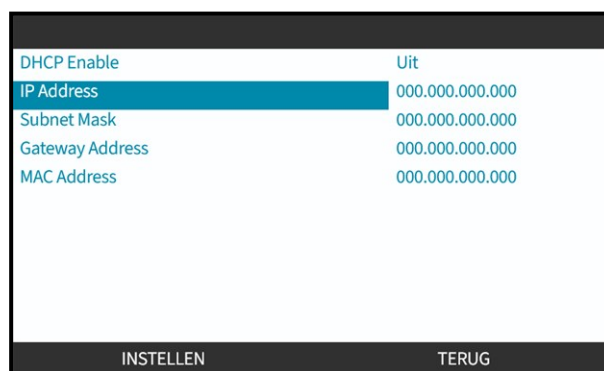 DHCP Enable Uit
IP Address 000.000.000.000
Subnet Mask 000.000.000.000
Gateway Address 000.000.000.000
MAC Address 000.000.000.000
INSTELLEN TERUG